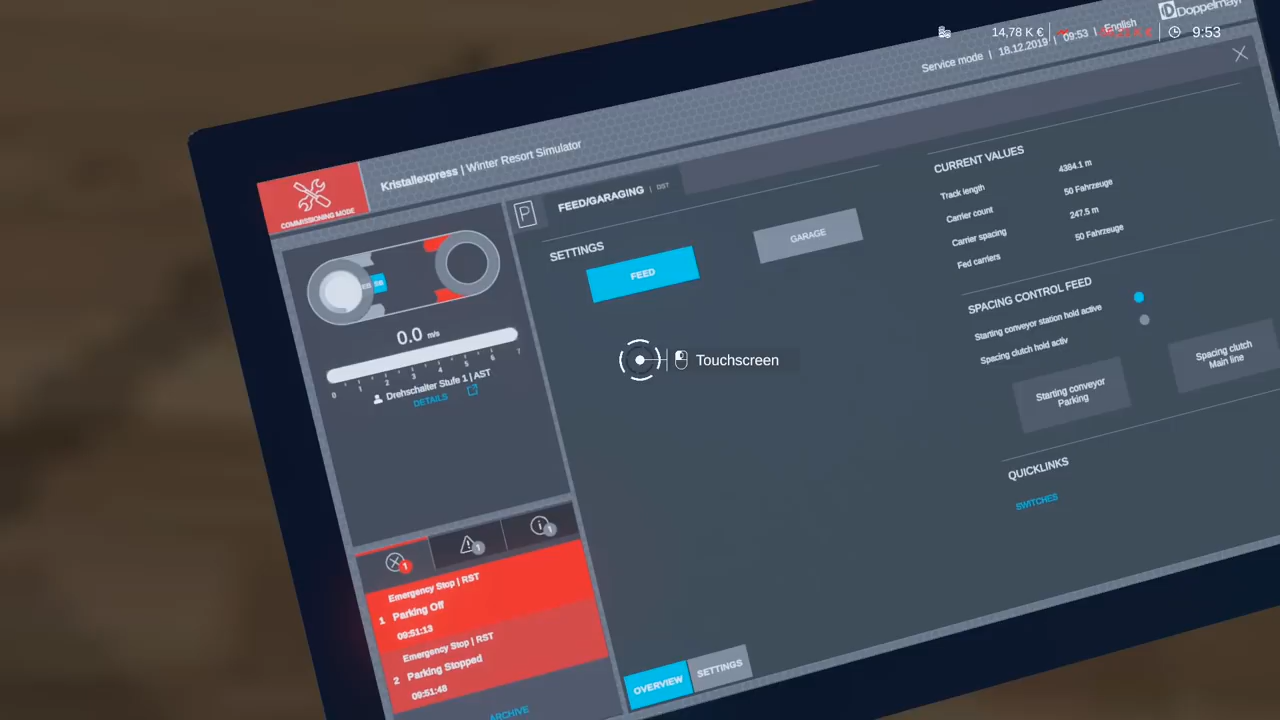 Doppelmayr
14,78 K €
9:53
Service mode | 18.12.2019 | 09:53 | English
COMMISSIONING MODE
Kristallexpress | Winter Resort Simulator
P
FEED/GARAGING | DST
SETTINGS
FEED
GARAGE
0.0 m/s
0 1 2 3 4 5 6 7
Drehschalter Stufe 1 | AST
DETAILS
Touchscreen
CURRENT VALUES
Track length 4384.1 m
Carrier count 50 Fahrzeuge
Carrier spacing 247.5 m
Fed carriers 50 Fahrzeuge
SPACING CONTROL FEED
Starting conveyor station hold active
Spacing clutch hold activ
Starting conveyor
Parking
Spacing clutch
Main line
QUICKLINKS
SWITCHES
1
1
1
Emergency Stop | RST
1 Parking Off
09:51:13
Emergency Stop | RST
2 Parking Stopped
09:51:48
ARCHIVE
OVERVIEW
SETTINGS